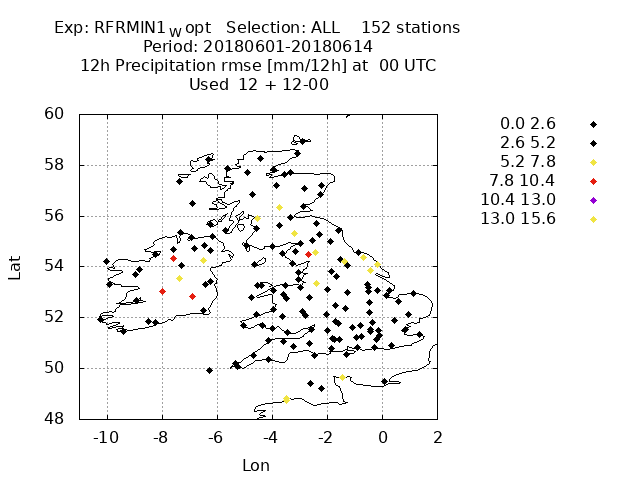 Exp: RFRMIN1 W opt Selection: ALL 152 stations
Period: 20180601-20180614
12h Precipitation rmse [mm/12h] at 00 UTC
Used 12 + 12-00
0.0 2.6
2.6 5.2
5.2 7.8
7.8 10.4
10.4 13.0
13.0 15.6
60
58
56
54
52
50
48
Lat
-10 -8 -6 -4 -2 0 2
Lon